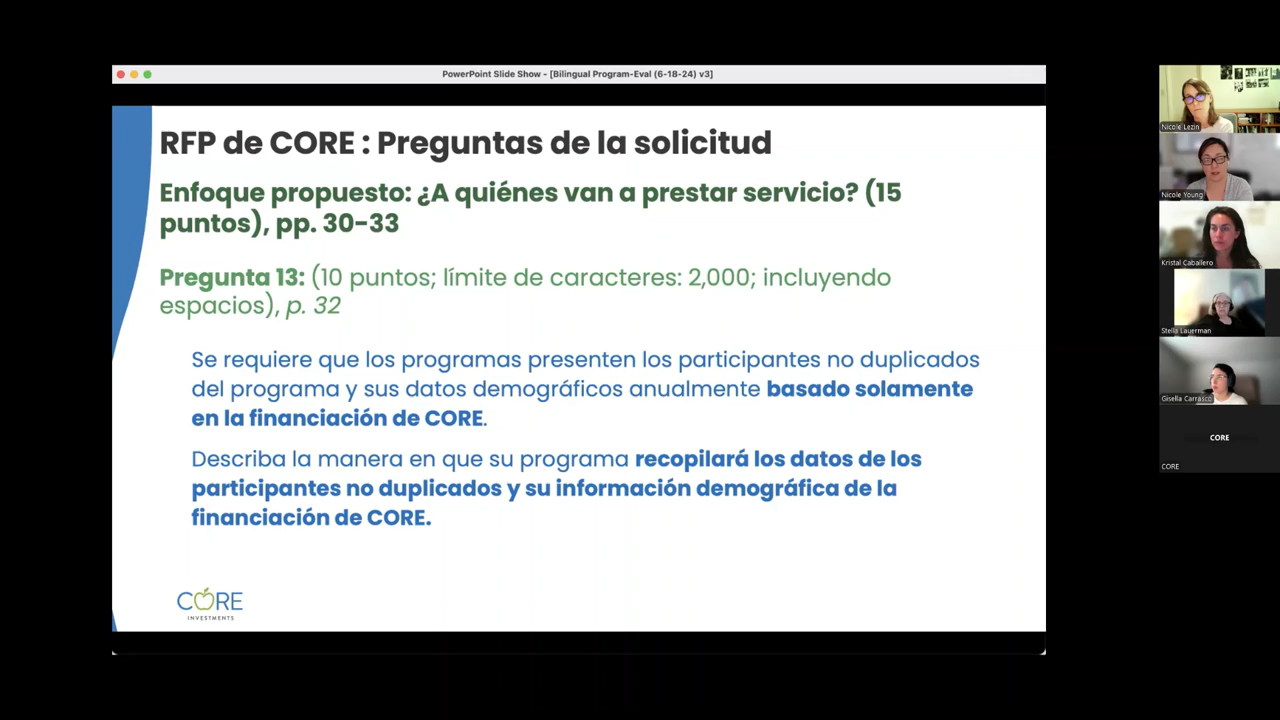 PowerPoint Slide Show - [Bilingual Program-Eval (6-18-24) v3]
RFP de CORE : Preguntas de la solicitud
Enfoque propuesto: ¿A quiénes van a prestar servicio? (15
puntos), pp. 30-33
Pregunta 13: (10 puntos; límite de caracteres: 2,000; incluyendo
espacios), p. 32
Se requiere que los programas presenten los participantes no duplicados
del programa y sus datos demográficos anualmente basado solamente
en la financiación de CORE.
Describa la manera en que su programa recopilará los datos de los
participantes no duplicados y su información demográfica de la
financiación de CORE.
CORE
INVESTMENTS
Nicole Lezin
Nicole Young
Kristal Caballero
Stella Lauerman
Gisella Carrasco
CORE
CORE